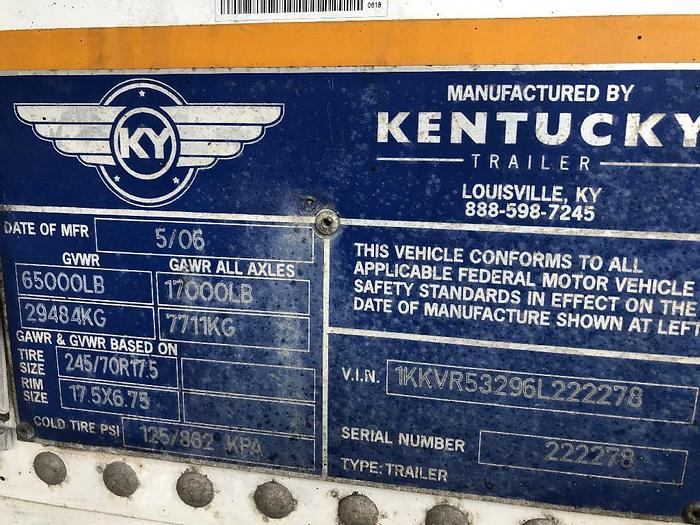 0618
KY
MANUFACTURED BY
KENTUCKY
TRAILER
LOUISVILLE, KY
888-598-7245
DATE OF MFR 5/06
GVWR GAWR ALL AXLES
65000LB 17000LB
29484KG 7711KG
GAWR & GVWR BASED ON
TIRE SIZE 245/70R17.5
RIM SIZE 17.5X6.75
COLD TIRE PSI 125/862 KPA
THIS VEHICLE CONFORMS TO ALL
APPLICABLE FEDERAL MOTOR VEHICLE
SAFETY STANDARDS IN EFFECT ON THE
DATE OF MANUFACTURE SHOWN AT LEFT
V.I.N. 1KKVR53296L222278
SERIAL NUMBER 222278
TYPE: TRAILER